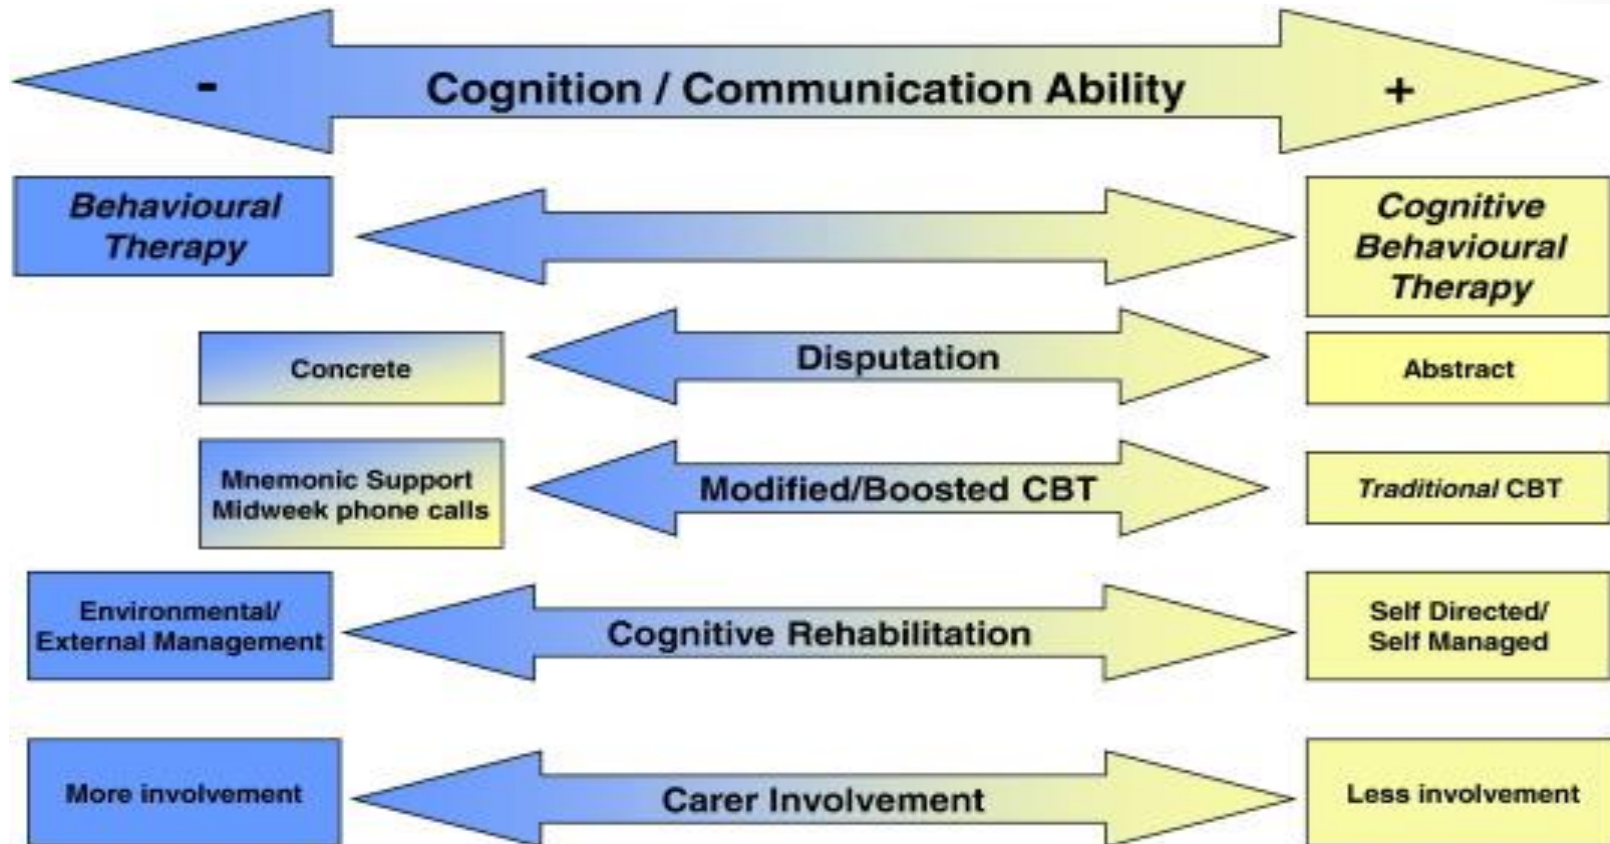 - Cognition / Communication Ability +
Behavioural
Therapy
Cognitive
Behavioural
Therapy
Concrete
Disputation
Abstract
Mnemonic Support
Midweek phone calls
Modified/Boosted CBT
Traditional CBT
Environmental/
External Management
Cognitive Rehabilitation
Self Directed/
Self Managed
More involvement
Carer Involvement
Less involvement